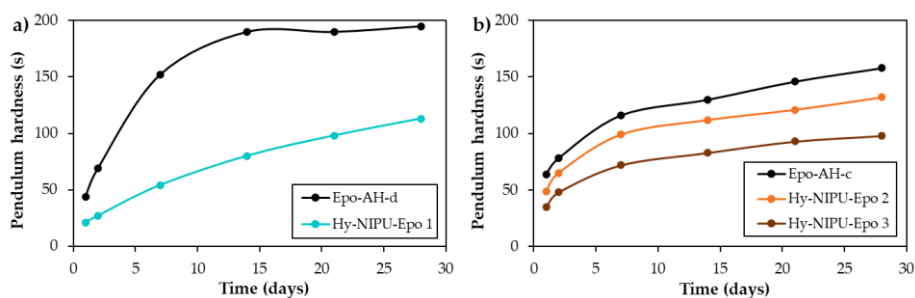 a)
Pendulum hardness (s)
200
150
100
50
0
0 5 10 15 20 25 30
Time (days)
Epo-AH-d
Hy-NIPU-Epo 1
b)
Pendulum hardness (s)
200
150
100
50
0
0 5 10 15 20 25 30
Time (days)
Epo-AH-c
Hy-NIPU-Epo 2
Hy-NIPU-Epo 3